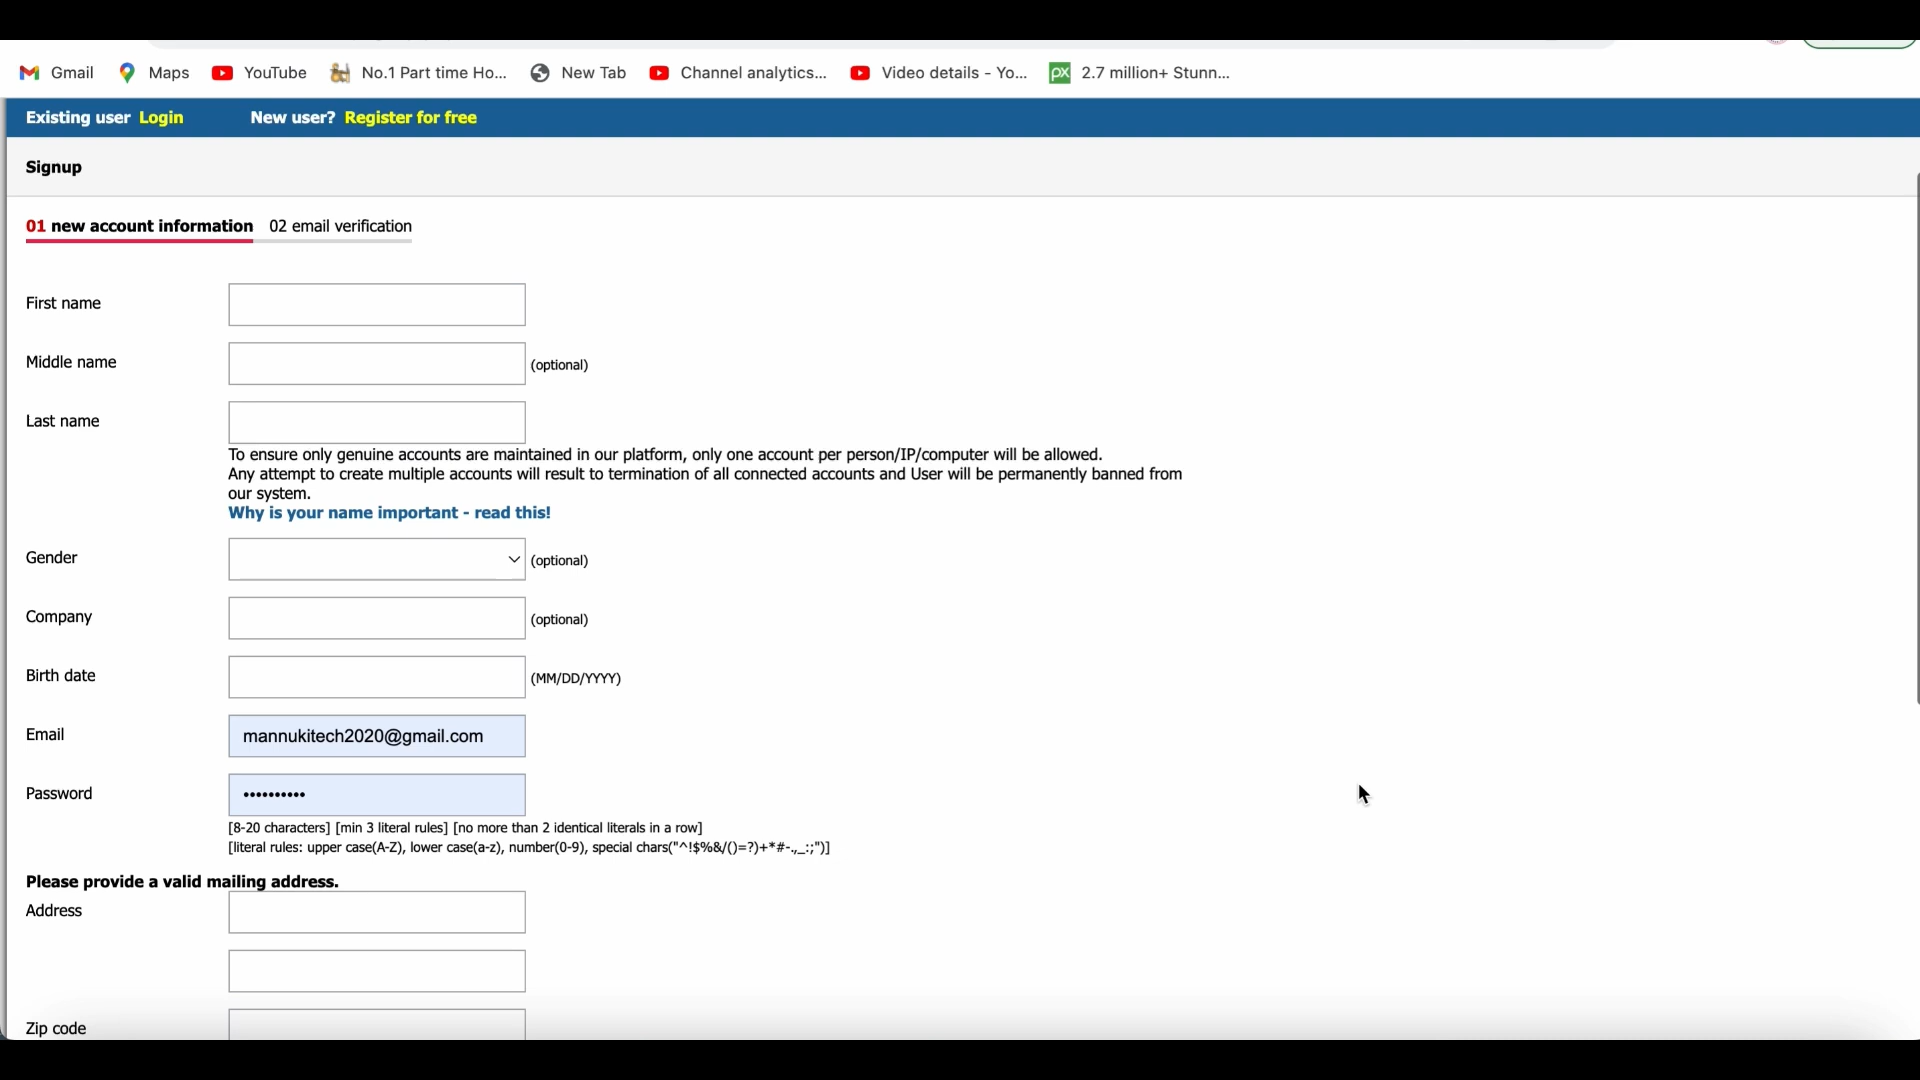 Gmail Maps YouTube No.1 Part time Ho... New Tab Channel analytics... Video details - Yo... 2.7 million+ Stunn...
Existing user Login New user? Register for free
Signup
01 new account information 02 email verification
First name
Middle name (optional)
Last name
To ensure only genuine accounts are maintained in our platform, only one account per person/IP/computer will be allowed.
Any attempt to create multiple accounts will result to termination of all connected accounts and User will be permanently banned from
our system.
Why is your name important - read this!
Gender (optional)
Company (optional)
Birth date (MM/DD/YYYY)
Email mannukitech2020@gmail.com
Password ••••••••••
[8-20 characters] [min 3 literal rules] [no more than 2 identical literals in a row]
[literal rules: upper case(A-Z), lower case(a-z), number(0-9), special chars("^!$%&/()=?)+*#-.,_:;")]
Please provide a valid mailing address.
Address
Zip code